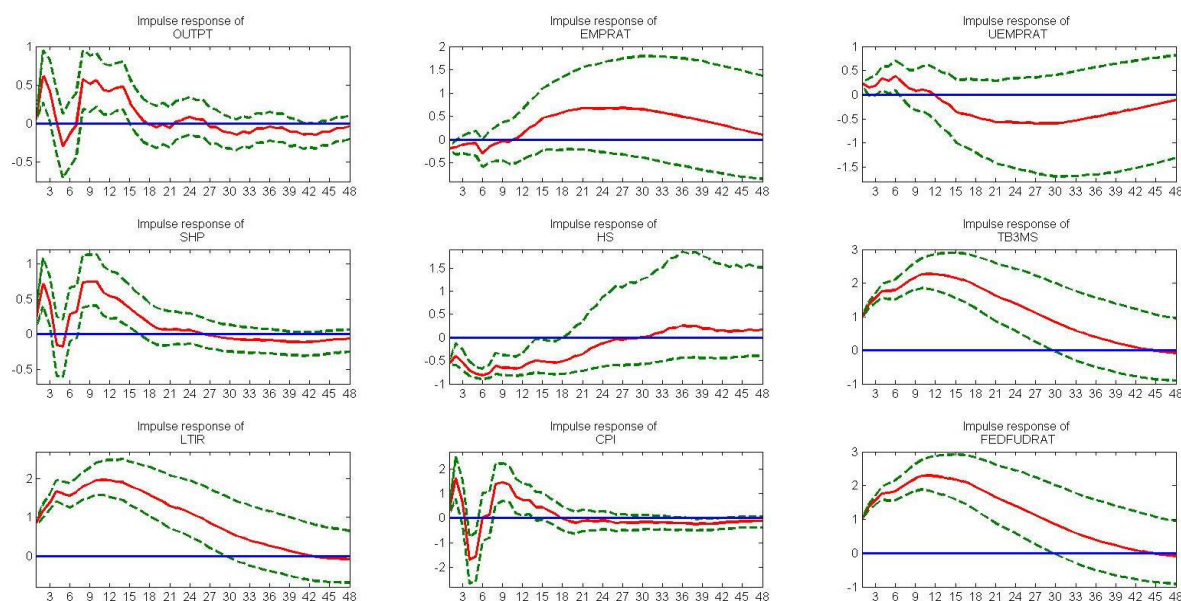 Impulse response of
OUTPT
1
0.5
0
-0.5
3 6 9 12 15 18 21 24 27 30 33 36 39 42 45 48
Impulse response of
EMPRAT
2
1.5
1
0.5
0
-0.5
3 6 9 12 15 18 21 24 27 30 33 36 39 42 45 48
Impulse response of
UEMPRAT
1
0.5
0
-0.5
-1
-1.5
3 6 9 12 15 18 21 24 27 30 33 36 39 42 45 48
Impulse response of
SHP
1
0.5
0
-0.5
3 6 9 12 15 18 21 24 27 30 33 36 39 42 45 48
Impulse response of
HS
1.5
1
0.5
0
-0.5
-1
3 6 9 12 15 18 21 24 27 30 33 36 39 42 45 48
Impulse response of
TB3MS
3
2
1
0
-1
3 6 9 12 15 18 21 24 27 30 33 36 39 42 45 48
Impulse response of
LTIR
2
1
0
3 6 9 12 15 18 21 24 27 30 33 36 39 42 45 48
Impulse response of
CPI
2
1
0
-1
-2
3 6 9 12 15 18 21 24 27 30 33 36 39 42 45 48
Impulse response of
FEDFUDRAT
3
2
1
0
-1
3 6 9 12 15 18 21 24 27 30 33 36 39 42 45 48